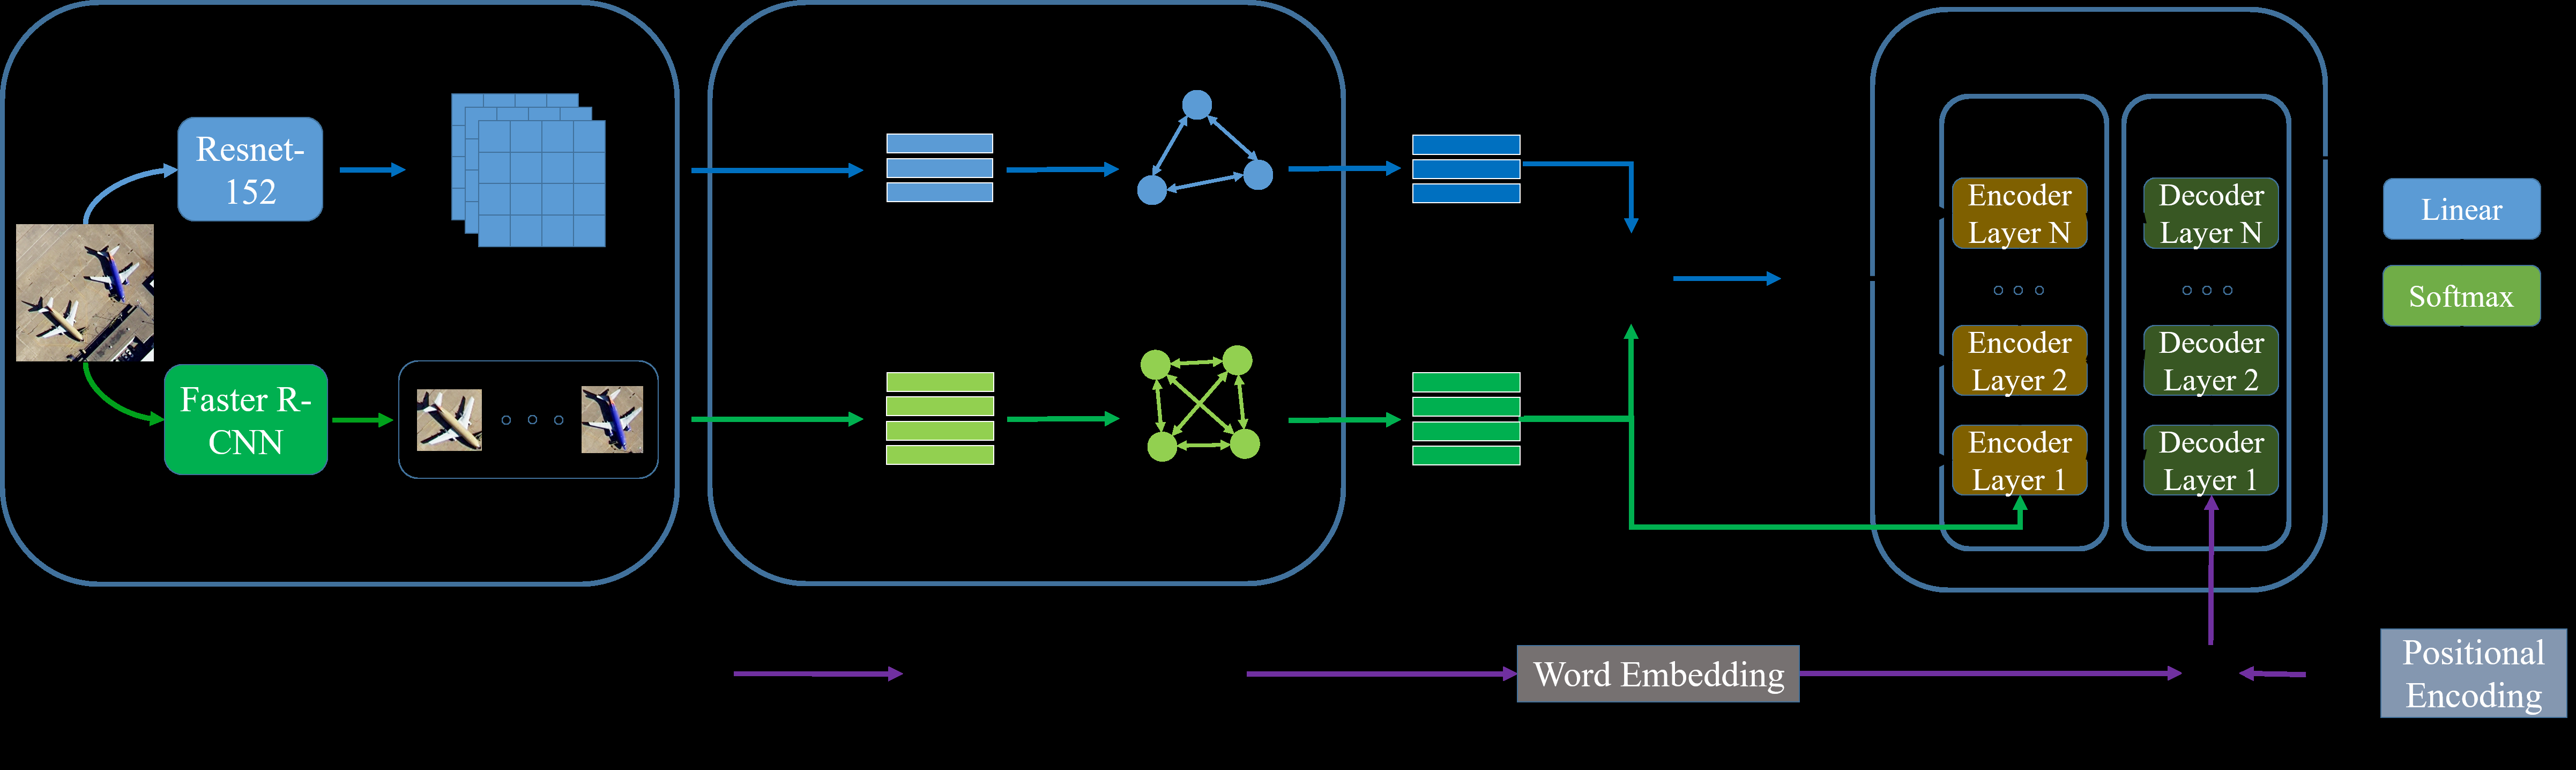 Resnet-
152
Faster R-
CNN
Encoder
Layer N
Encoder
Layer 2
Encoder
Layer 1
Decoder
Layer N
Decoder
Layer 2
Decoder
Layer 1
Linear
Softmax
Word Embedding
Positional
Encoding